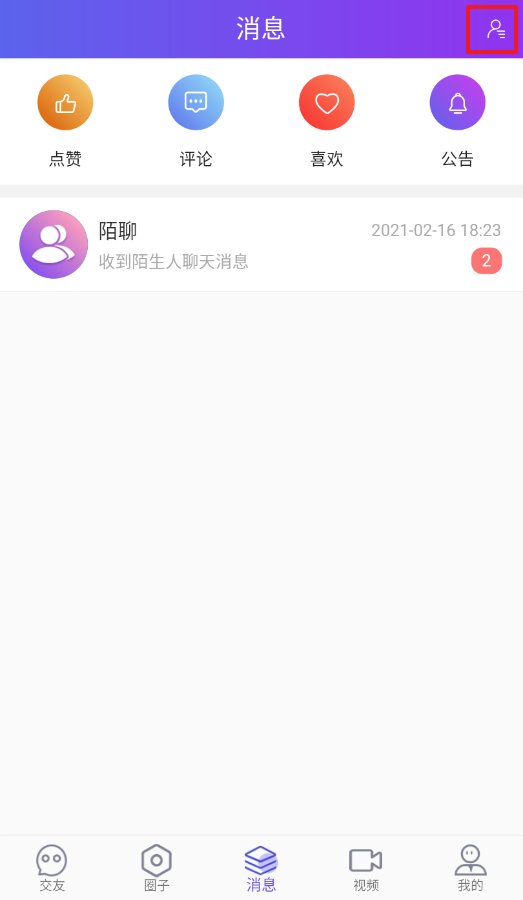 消息
点赞 评论 喜欢 公告
陌聊 2021-02-16 18:23
收到陌生人聊天消息 2
交友 圈子 消息 视频 我的